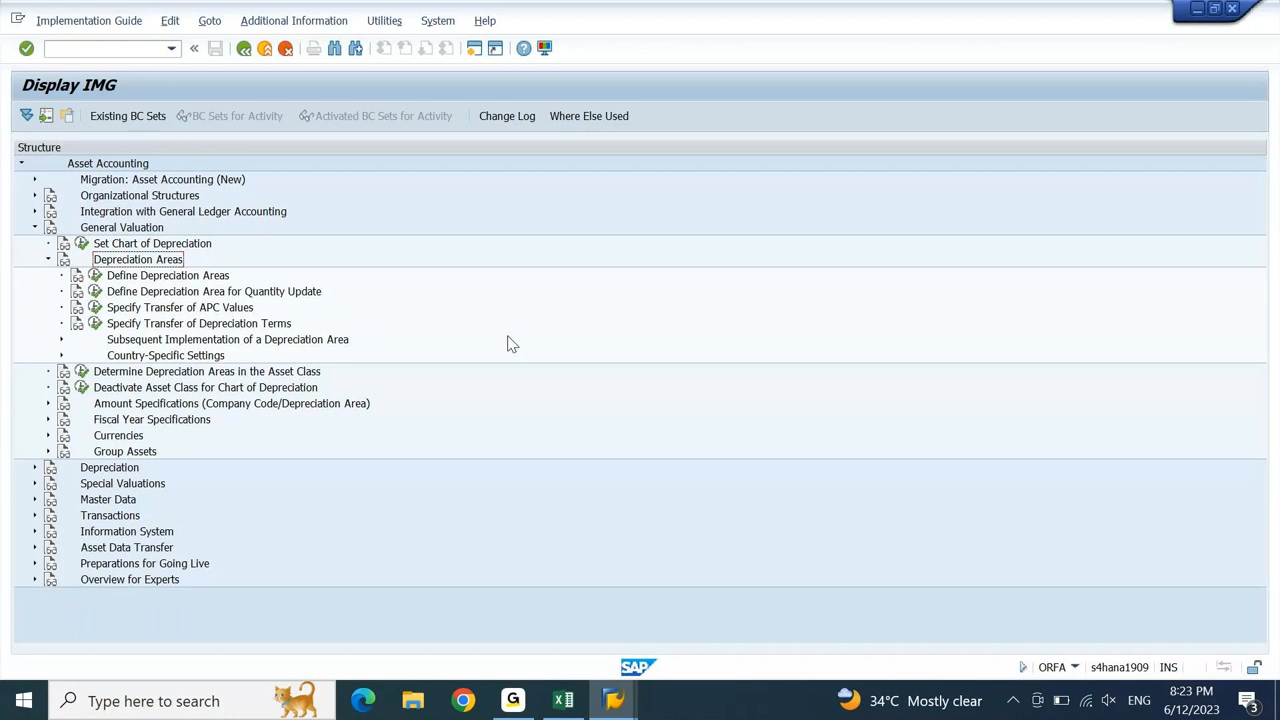 Implementation Guide Edit Goto Additional Information Utilities System Help
Display IMG
Existing BC Sets BC Sets for Activity Activated BC Sets for Activity Change Log Where Else Used
Structure
Asset Accounting
Migration: Asset Accounting (New)
Organizational Structures
Integration with General Ledger Accounting
General Valuation
Set Chart of Depreciation
Depreciation Areas
Define Depreciation Areas
Define Depreciation Area for Quantity Update
Specify Transfer of APC Values
Specify Transfer of Depreciation Terms
Subsequent Implementation of a Depreciation Area
Country-Specific Settings
Determine Depreciation Areas in the Asset Class
Deactivate Asset Class for Chart of Depreciation
Amount Specifications (Company Code/Depreciation Area)
Fiscal Year Specifications
Currencies
Group Assets
Depreciation
Special Valuations
Master Data
Transactions
Information System
Asset Data Transfer
Preparations for Going Live
Overview for Experts
SAP ORFA s4hana1909 INS
Type here to search 34°C Mostly clear ENG 8:23 PM
6/12/2023 3